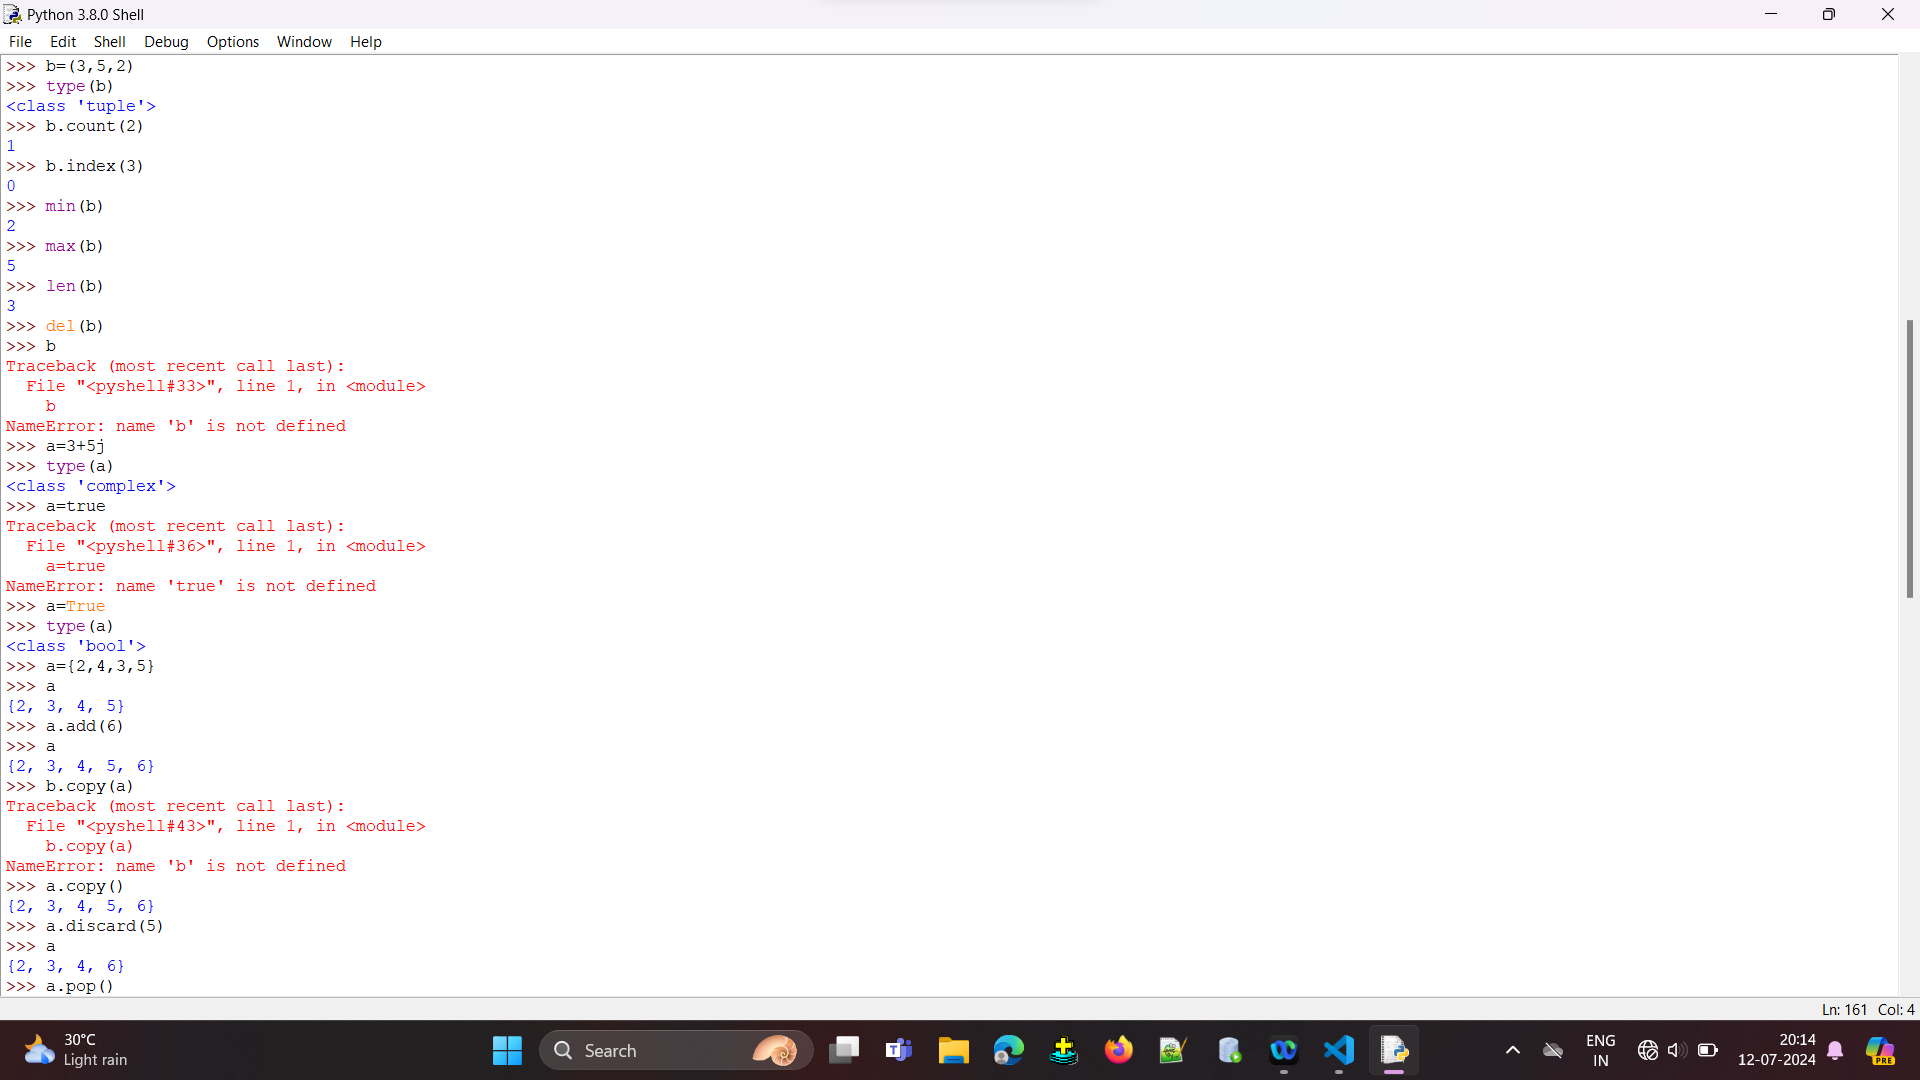 Python 3.8.0 Shell
File Edit Shell Debug Options Window Help
>>> b=(3,5,2)
>>> type(b)
<class 'tuple'>
>>> b.count(2)
1
>>> b.index(3)
0
>>> min(b)
2
>>> max(b)
5
>>> len(b)
3
>>> del(b)
>>> b
Traceback (most recent call last):
  File "<pyshell#33>", line 1, in <module>
    b
NameError: name 'b' is not defined
>>> a=3+5j
>>> type(a)
<class 'complex'>
>>> a=true
Traceback (most recent call last):
  File "<pyshell#36>", line 1, in <module>
    a=true
NameError: name 'true' is not defined
>>> a=True
>>> type(a)
<class 'bool'>
>>> a={2,4,3,5}
>>> a
{2, 3, 4, 5}
>>> a.add(6)
>>> a
{2, 3, 4, 5, 6}
>>> b.copy(a)
Traceback (most recent call last):
  File "<pyshell#43>", line 1, in <module>
    b.copy(a)
NameError: name 'b' is not defined
>>> a.copy()
{2, 3, 4, 5, 6}
>>> a.discard(5)
>>> a
{2, 3, 4, 6}
>>> a.pop()
Ln: 161 Col: 4
30°C
Light rain
Search
ENG
IN
20:14
12-07-2024
PRE